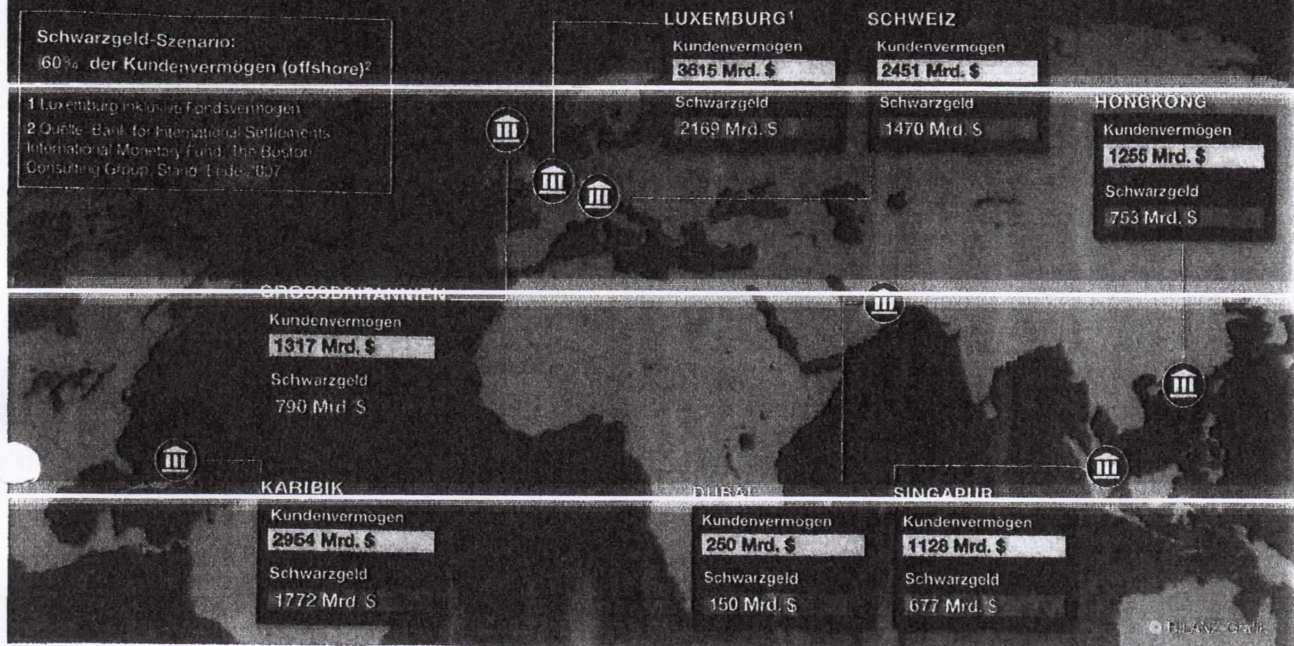 Schwarzgeld-Szenario:
60% der Kundenvermögen (offshore)²
1 Luxemburg inklusive Fondsvermögen
2 Quelle: Bank for International Settlements
International Monetary Fund, The Boston
Consulting Group, Stand: Ende 2007
LUXEMBURG¹
Kundenvermögen
3615 Mrd. $
Schwarzgeld
2169 Mrd. $
SCHWEIZ
Kundenvermögen
2451 Mrd. $
Schwarzgeld
1470 Mrd. $
HONGKONG
Kundenvermögen
1255 Mrd. $
Schwarzgeld
753 Mrd. $
GROSSBRITANNIEN
Kundenvermögen
1317 Mrd. $
Schwarzgeld
790 Mrd. $
KARIBIK
Kundenvermögen
2954 Mrd. $
Schwarzgeld
1772 Mrd. $
DUBAI
Kundenvermögen
250 Mrd. $
Schwarzgeld
150 Mrd. $
SINGAPUR
Kundenvermögen
1128 Mrd. $
Schwarzgeld
677 Mrd. $
BILANZ-Grafik